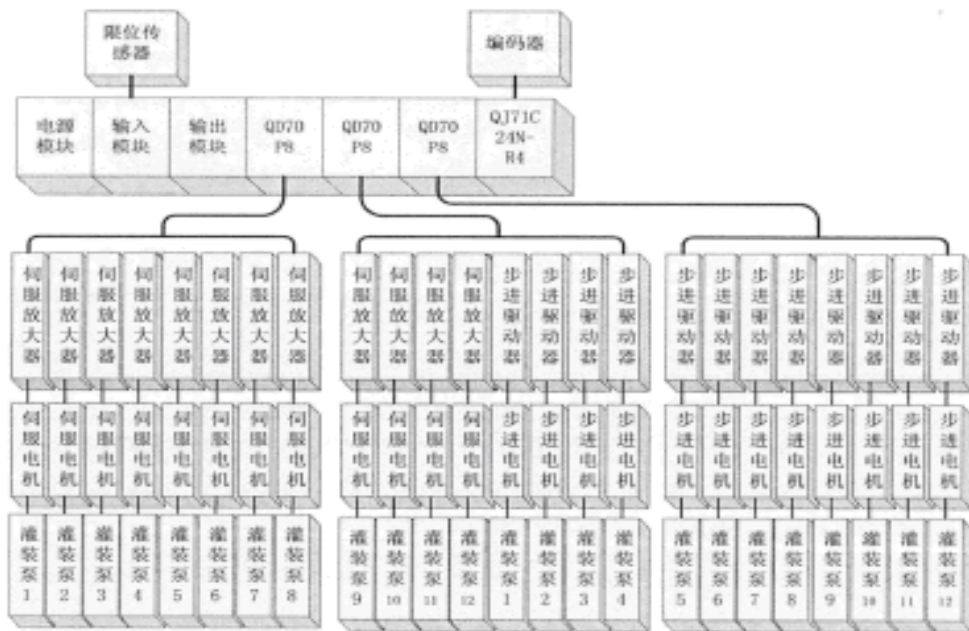 限位传
感器
编码器
电源
模块
输入
模块
输出
模块
QD70
P8
QD70
P8
QD70
P8
QJ71C
24N-
R4
伺服放大器
伺服放大器
伺服放大器
伺服放大器
伺服放大器
伺服放大器
伺服放大器
伺服放大器
伺服放大器
伺服放大器
伺服放大器
伺服放大器
步进驱动器
步进驱动器
步进驱动器
步进驱动器
步进驱动器
步进驱动器
步进驱动器
步进驱动器
步进驱动器
步进驱动器
步进驱动器
步进驱动器
伺服电机
伺服电机
伺服电机
伺服电机
伺服电机
伺服电机
伺服电机
伺服电机
伺服电机
伺服电机
伺服电机
伺服电机
步进电机
步进电机
步进电机
步进电机
步进电机
步进电机
步进电机
步进电机
步进电机
步进电机
步进电机
步进电机
灌装泵1
灌装泵2
灌装泵3
灌装泵4
灌装泵5
灌装泵6
灌装泵7
灌装泵8
灌装泵9
灌装泵10
灌装泵11
灌装泵12
灌装泵1
灌装泵2
灌装泵3
灌装泵4
灌装泵5
灌装泵6
灌装泵7
灌装泵8
灌装泵9
灌装泵10
灌装泵11
灌装泵12